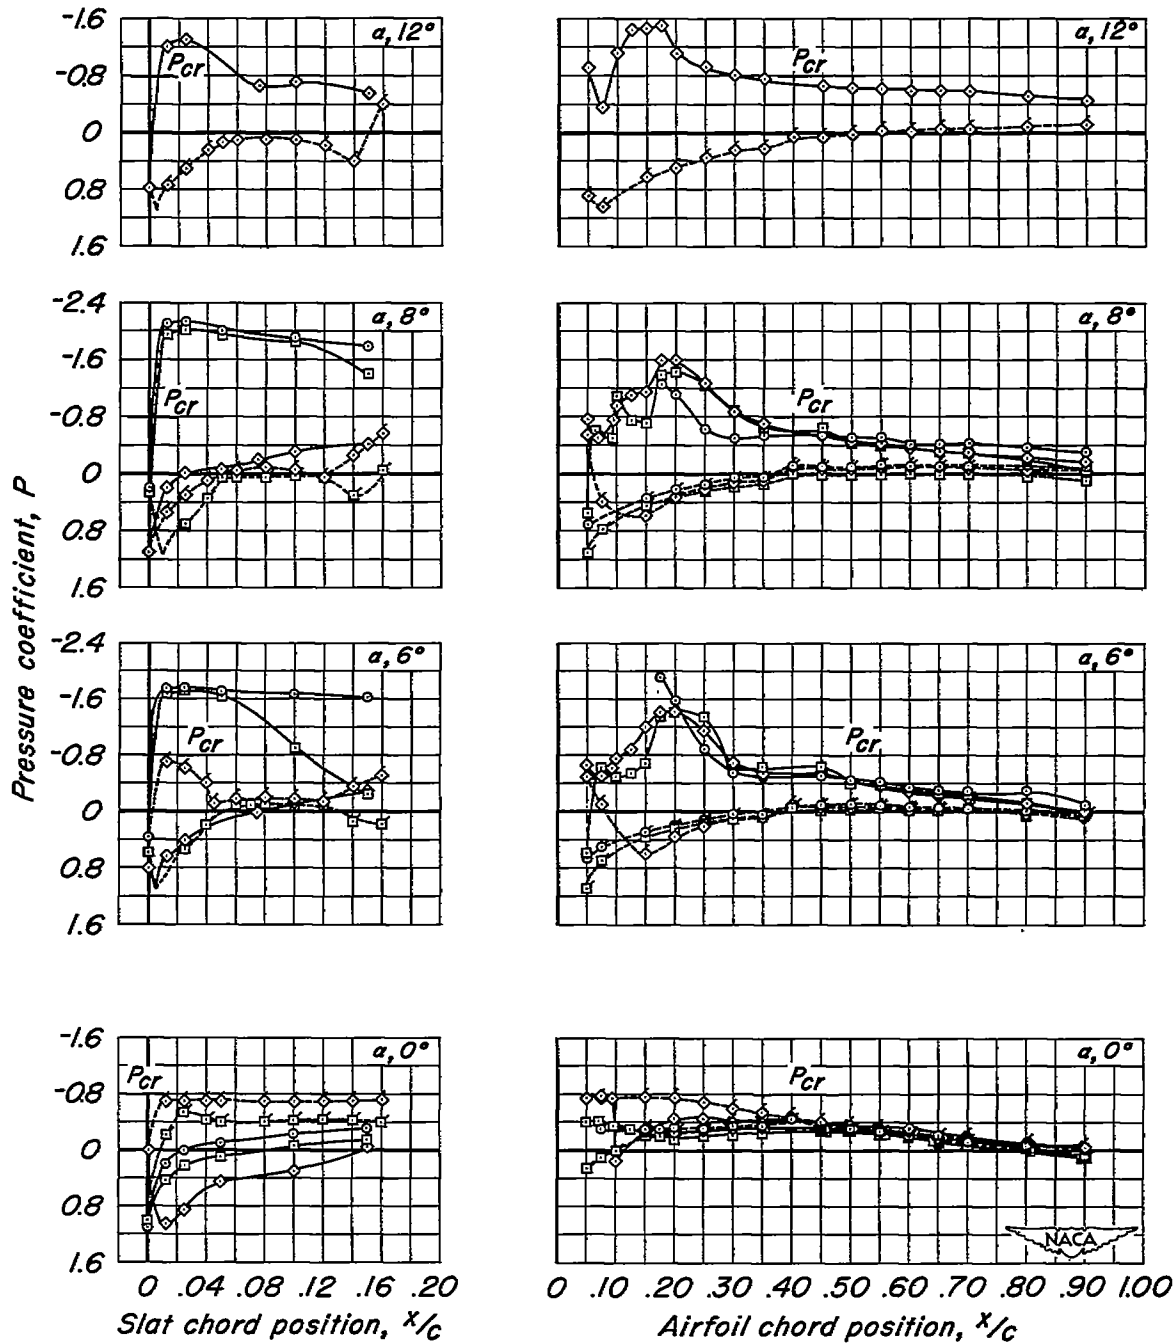 -1.6
-0.8
0
0.8
1.6
a, 12°
Pcr
a, 12°
Pcr
-2.4
-1.6
-0.8
0
0.8
1.6
a, 8°
Pcr
a, 8°
Pcr
Pressure coefficient, P
-2.4
-1.6
-0.8
0
0.8
1.6
a, 6°
Pcr
a, 6°
Pcr
-1.6
-0.8
0
0.8
1.6
a, 0°
Pcr
a, 0°
Pcr
NACA
0 .04 .08 .12 .16 .20
Slat chord position, x/c
0 .10 .20 .30 .40 .50 .60 .70 .80 .90 1.00
Airfoil chord position, x/c